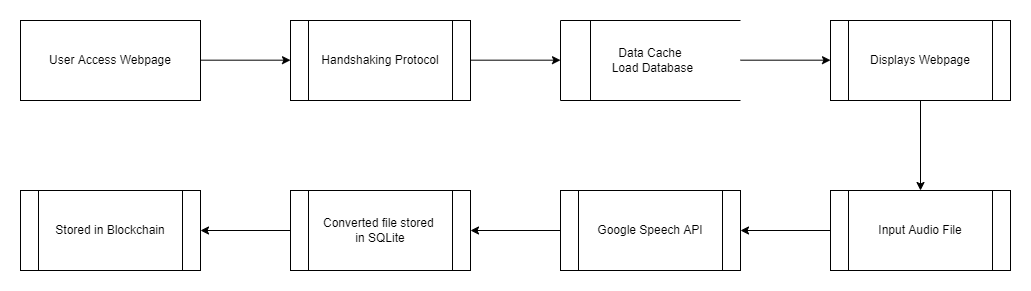 User Access Webpage
Handshaking Protocol
Data Cache
Load Database
Displays Webpage
Stored in Blockchain
Converted file stored
in SQLite
Google Speech API
Input Audio File